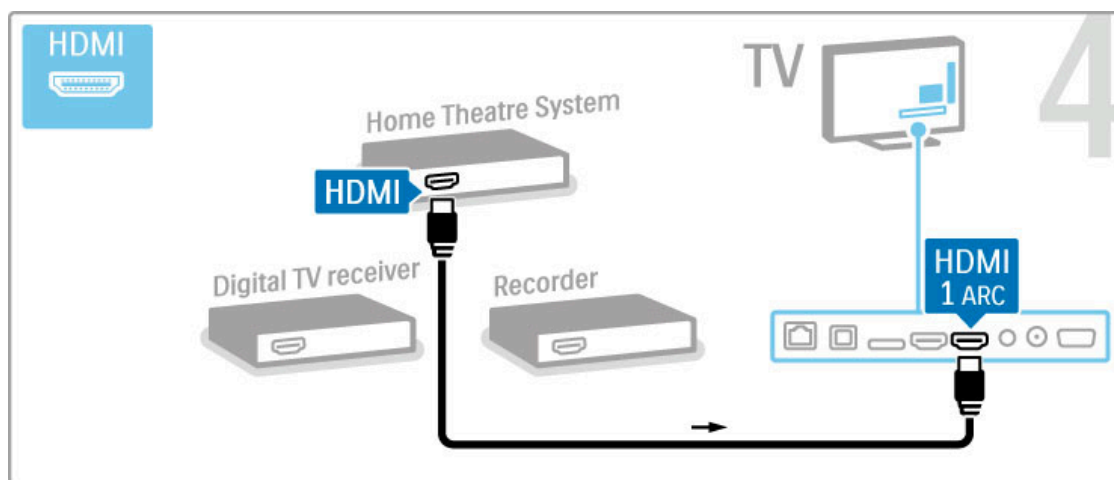 HDMI
TV
4
Home Theatre System
HDMI
Digital TV receiver
Recorder
HDMI
1 ARC